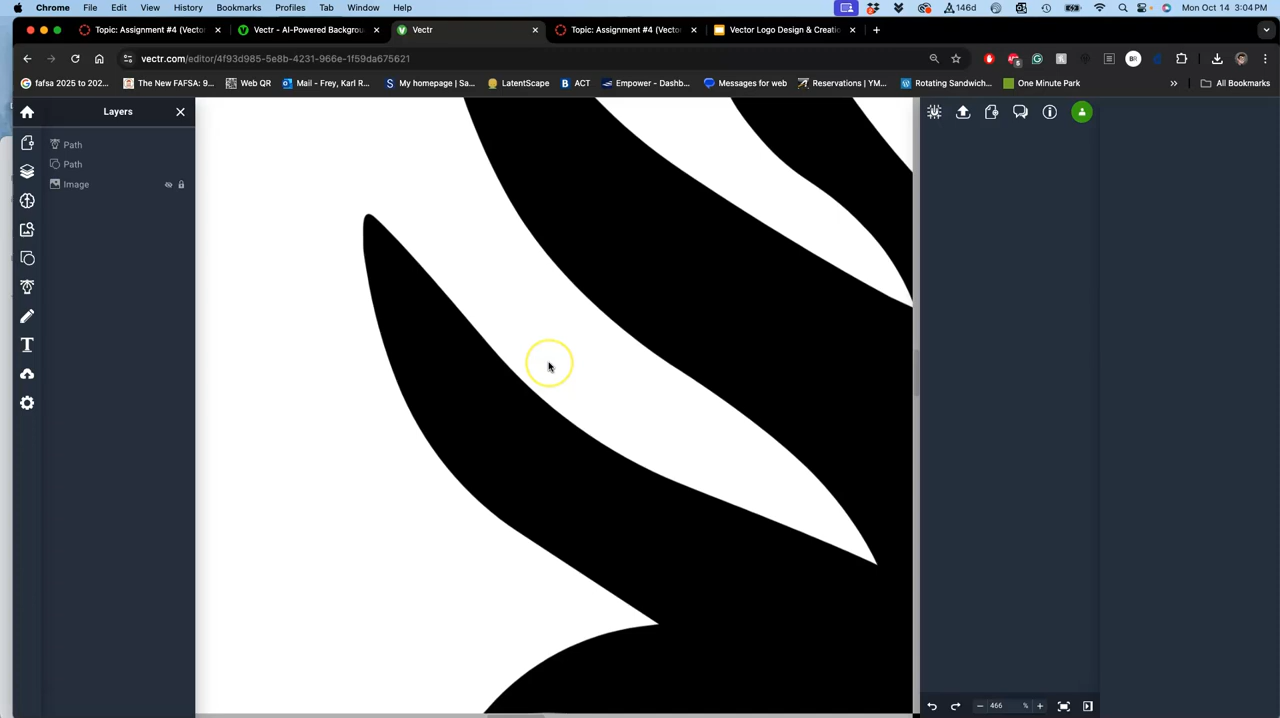 Chrome File Edit View History Bookmarks Profiles Tab Window Help 146d Mon Oct 14 3:04 PM
Topic: Assignment #4 (Vector Vectr - AI-Powered Backgrou Vectr Topic: Assignment #4 (Vector Vector Logo Design & Creatio
vectr.com/editor/4f93d985-5e8b-4231-966e-1f59da675621
fafsa 2025 to 202... The New FAFSA: W... Web QR Mail - Frey, Karl R... My homepage | Sa... LatentScape ACT Empower - Dashb... Messages for web Reservations | YM... Rotating Sandwich... One Minute Park » All Bookmarks
Layers
Path
Path
Image
466 %